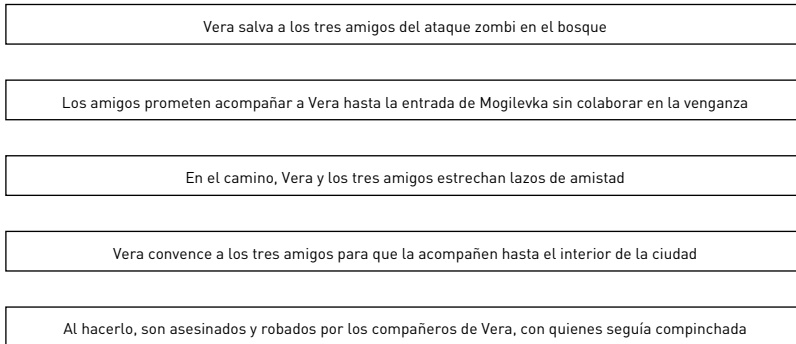 Vera salva a los tres amigos del ataque zombi en el bosque
Los amigos prometen acompañar a Vera hasta la entrada de Mogilevka sin colaborar en la venganza
En el camino, Vera y los tres amigos estrechan lazos de amistad
Vera convence a los tres amigos para que la acompañen hasta el interior de la ciudad
Al hacerlo, son asesinados y robados por los compañeros de Vera, con quienes seguía compinchada